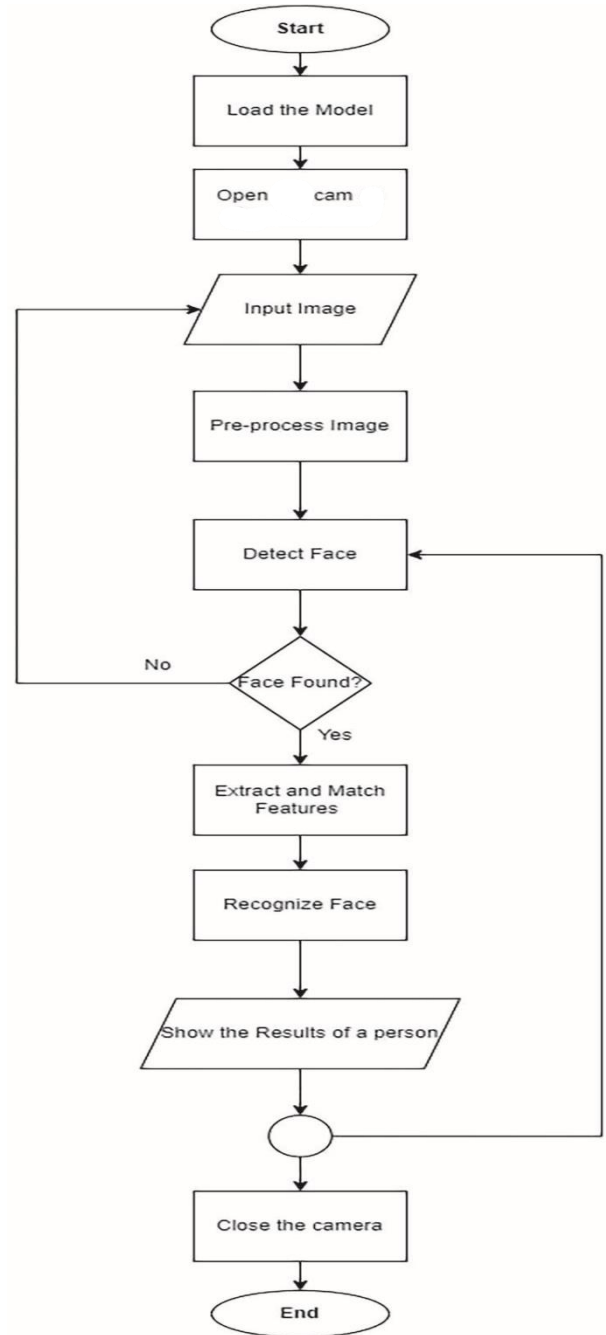 Start
Load the Model
Open cam
Input Image
Pre-process Image
Detect Face
No
Face Found?
Yes
Extract and Match
Features
Recognize Face
Show the Results of a person
Close the camera
End